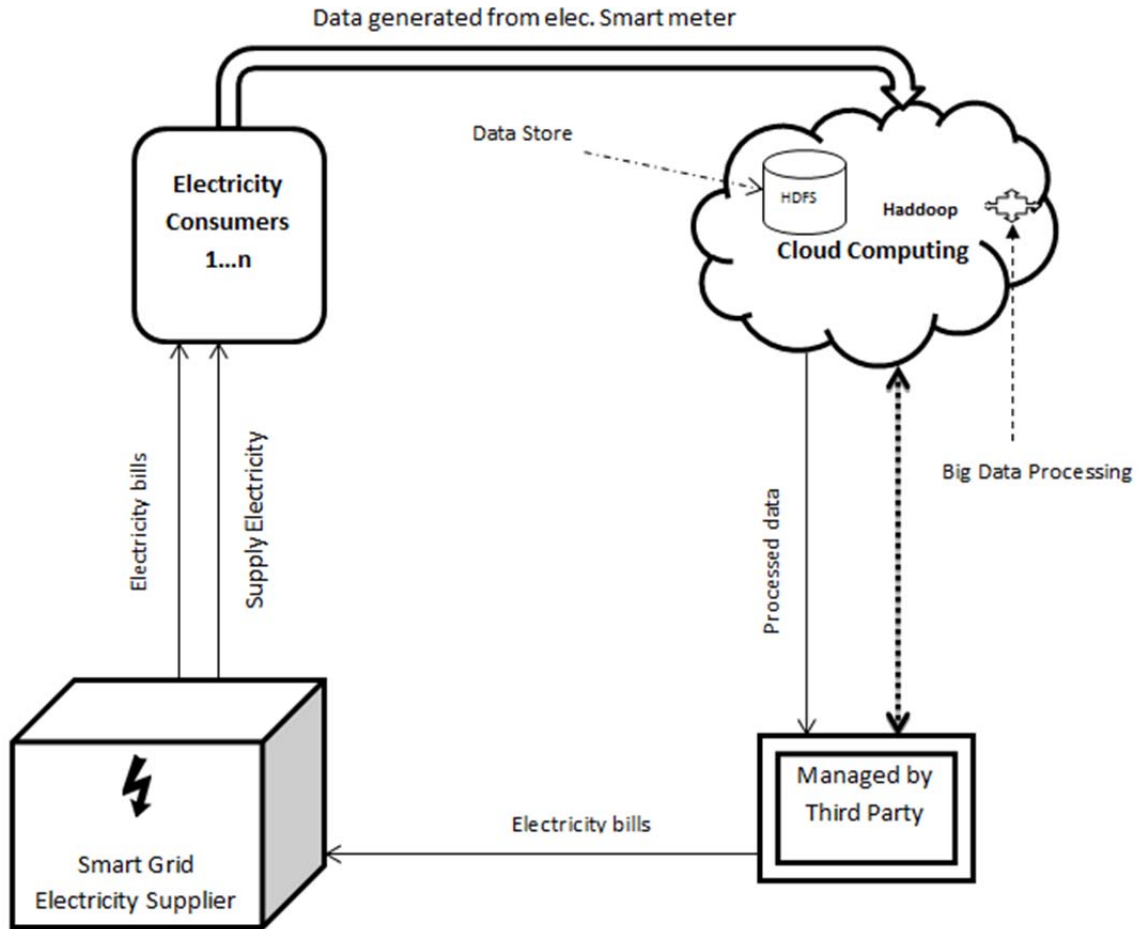 Data generated from elec. Smart meter
Data Store
HDFS
Haddoop
Cloud Computing
Electricity
Consumers
1...n
Electricity bills
Supply Electricity
Processed data
Big Data Processing
Managed by
Third Party
Electricity bills
Smart Grid
Electricity Supplier